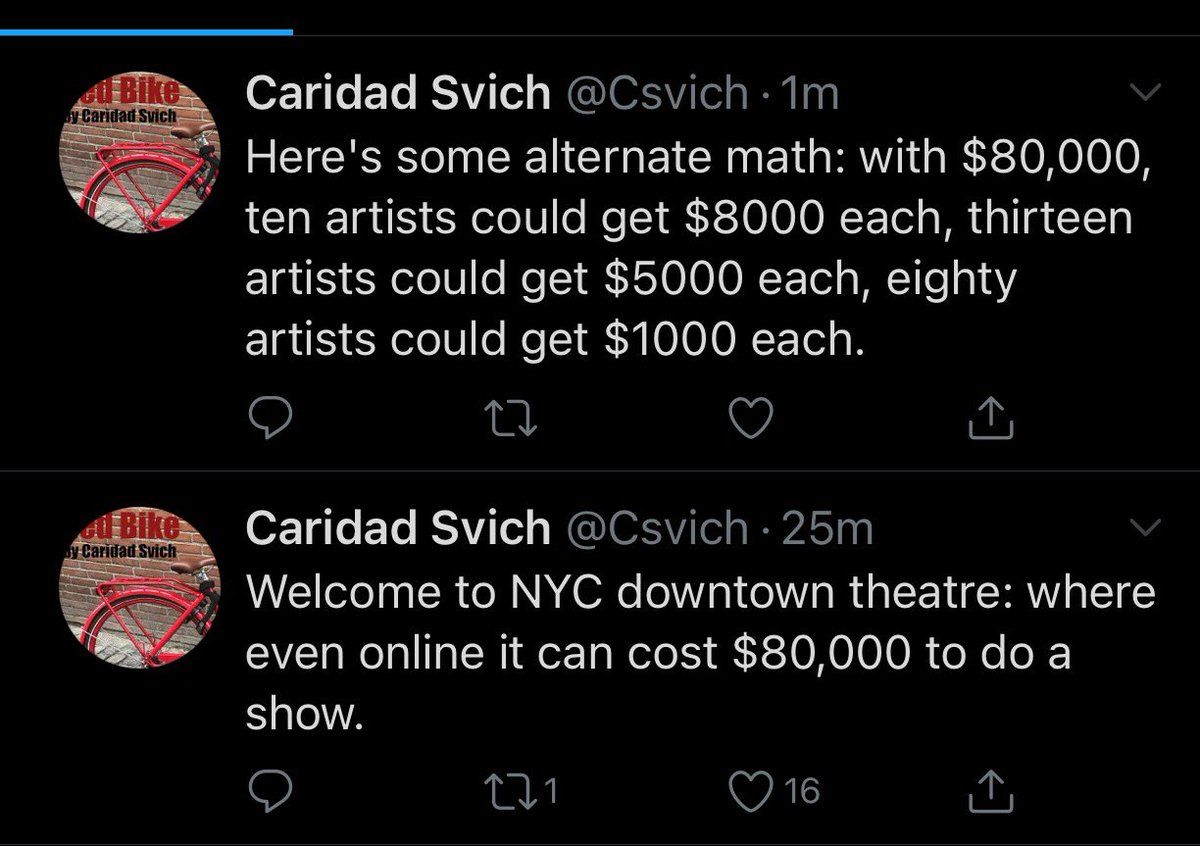 ed Bike
by Caridad Svich
Caridad Svich @Csvich · 1m
Here's some alternate math: with $80,000,
ten artists could get $8000 each, thirteen
artists could get $5000 each, eighty
artists could get $1000 each.
ed Bike
by Caridad Svich
Caridad Svich @Csvich · 25m
Welcome to NYC downtown theatre: where
even online it can cost $80,000 to do a
show.
1 16